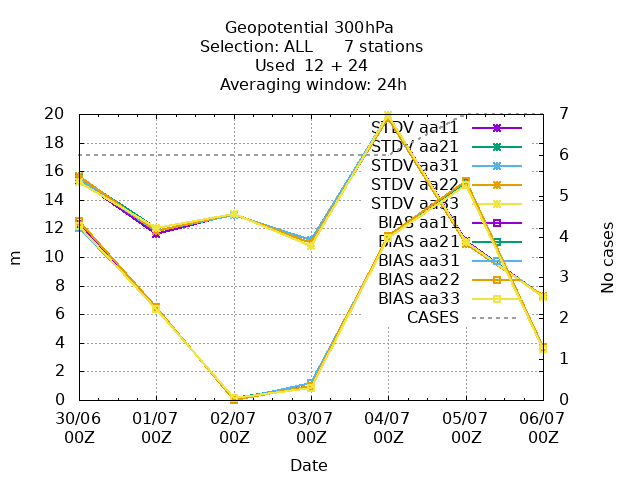 Geopotential 300hPa
Selection: ALL 7 stations
Used 12 + 24
Averaging window: 24h
20
18
16
14
12
10
8
6
4
2
0
m
7
6
5
4
3
2
1
0
No cases
STDV aa11
STDV aa21
STDV aa31
STDV aa22
STDV aa33
BIAS aa11
BIAS aa21
BIAS aa31
BIAS aa22
BIAS aa33
CASES
30/06 01/07 02/07 03/07 04/07 05/07 06/07
00Z 00Z 00Z 00Z 00Z 00Z 00Z
Date